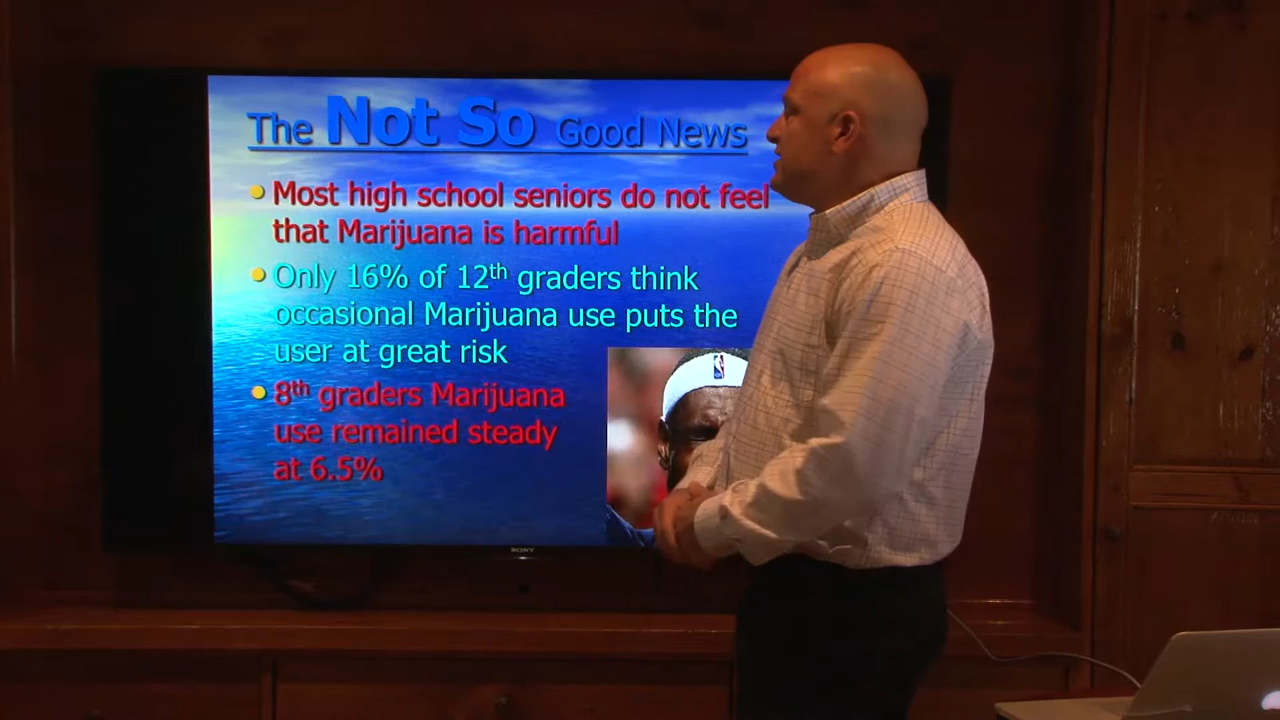 The Not So Good News
Most high school seniors do not feel
that Marijuana is harmful
Only 16% of 12th graders think
occasional Marijuana use puts the
user at great risk
8th graders Marijuana
use remained steady
at 6.5%
SONY